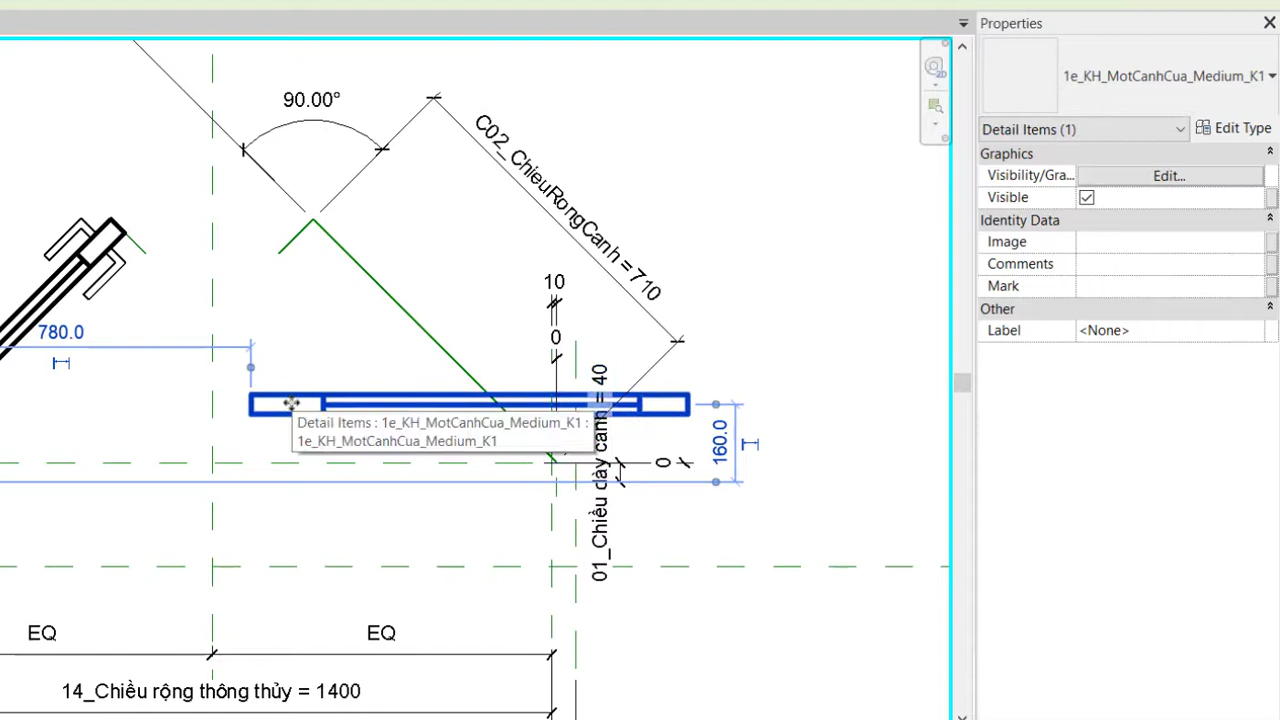 Properties
1e_KH_MotCanhCua_Medium_K1
Detail Items (1)
Edit Type
Graphics
Visibility/Gra...
Edit...
Visible
Identity Data
Image
Comments
Mark
Other
Label
<None>
90.00°
C02_ChieuRongCanh = 710
10
0
780.0
01_Chiều dày cánh = 40
Detail Items : 1e_KH_MotCanhCua_Medium_K1 :
1e_KH_MotCanhCua_Medium_K1
160.0
0
EQ
EQ
14_Chiều rộng thông thủy = 1400